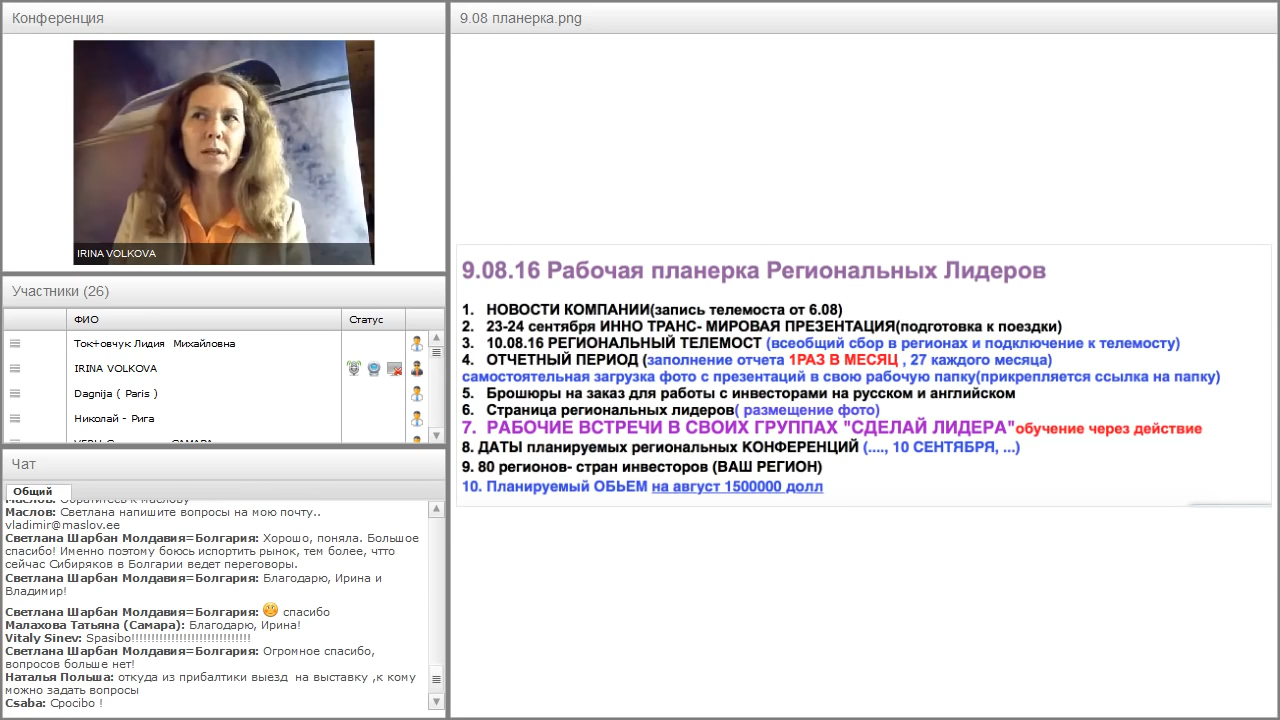 Конференция
IRINA VOLKOVA
Участники (26)
ФИО
Статус
Ток+овчук Лидия Михайловна
IRINA VOLKOVA
Dagnija ( Paris )
Николай - Рига
Чат
Общий
Маслов: Обратитесь к Маслову
Маслов: Светлана напишите вопросы на мою почту..
vladimir@maslov.ee
Светлана Шарбан Молдавия=Болгария: Хорошо, поняла. Большое
спасибо! Именно поэтому боюсь испортить рынок, тем более, чтто
сейчас Сибиряков в Болгарии ведет переговоры.
Светлана Шарбан Молдавия=Болгария: Благодарю, Ирина и
Владимир!
Светлана Шарбан Молдавия=Болгария: спасибо
Малахова Татьяна (Самара): Благодарю, Ирина!
Vitaly Sinev: Spasibo!!!!!!!!!!!!!!!!!!!!!!!!!!!!!!
Светлана Шарбан Молдавия=Болгария: Огромное спасибо,
вопросов больше нет!
Наталья Польша: откуда из прибалтики выезд на выставку ,к кому
можно задать вопросы
Csaba: Cpocibo !
9.08 планерка.png
9.08.16 Рабочая планерка Региональных Лидеров
1. НОВОСТИ КОМПАНИИ(запись телемоста от 6.08)
2. 23-24 сентября ИННО ТРАНС- МИРОВАЯ ПРЕЗЕНТАЦИЯ(подготовка к поездки)
3. 10.08.16 РЕГИОНАЛЬНЫЙ ТЕЛЕМОСТ (всеобщий сбор в регионах и подключение к телемосту)
4. ОТЧЕТНЫЙ ПЕРИОД (заполнение отчета 1РАЗ В МЕСЯЦ , 27 каждого месяца)
самостоятельная загрузка фото с презентаций в свою рабочую папку(прикрепляется ссылка на папку)
5. Брошюры на заказ для работы с инвесторами на русском и английском
6. Страница региональных лидеров( размещение фото)
7. РАБОЧИЕ ВСТРЕЧИ В СВОИХ ГРУППАХ "СДЕЛАЙ ЛИДЕРА"обучение через действие
8. ДАТЫ планируемых региональных КОНФЕРЕНЦИЙ (...., 10 СЕНТЯБРЯ, ...)
9. 80 регионов- стран инвесторов (ВАШ РЕГИОН)
10. Планируемый ОБЬЕМ на август 1500000 долл